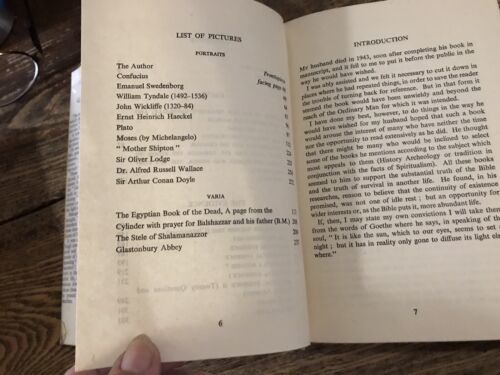 LIST OF PICTURES
PORTRAITS
The Author
Frontispiece
Confucius
facing page
Emanuel Swedenborg
William Tyndale (1492–1536)
John Wickliffe (1320–84)
Ernst Heinrich Haeckel
Plato
Moses (by Michelangelo)
" Mother Shipton "
Sir Oliver Lodge
Dr. Alfred Russel Wallace
Sir Arthur Conan Doyle
VARIA
The Egyptian Book of the Dead, A page from the
Cylinder with prayer for Balshazzar and his father (B.M.)
The Stele of Shalamanazzor
Glastonbury Abbey
6
INTRODUCTION
My husband died in 1943, soon after completing his book in
manuscript, and it fell to me to put it before the public in the
way he would have wished.
I was ably assisted and we felt it necessary to cut it down in
places where he had repeated things, in order to save the reader
the trouble of turning back for reference. But in that form it
seemed the book would have been unwieldy and beyond the
reach of the Ordinary Man for which it was intended.
I have done my best, however, to do things in the way he
would have wished for my husband hoped that such a book
would arouse the interest of many who have neither the time
nor opportunity to read extensively as he did. He thought
that there might be many who would be inclined to select
some of the books he mentions according to the subject which
most appeals to them (History Archeology or tradition in
conjunction with the facts of Spiritualism). All these books
seemed to him to support the substantial truth of the Bible
and the truth of survival in another life. He found, in his
researches, reason to believe that the continuity of existence
promised, was not one of idle rest ; but an opportunity for
wider interests or, as the Bible puts it, more abundant life.
If, then, I may state my own convictions I will take them
from the words of Goethe where he says, in speaking of the
soul, " It is like the sun, which to our eyes, seems to set in
night ; but it has in reality only gone to diffuse its light
where."
7